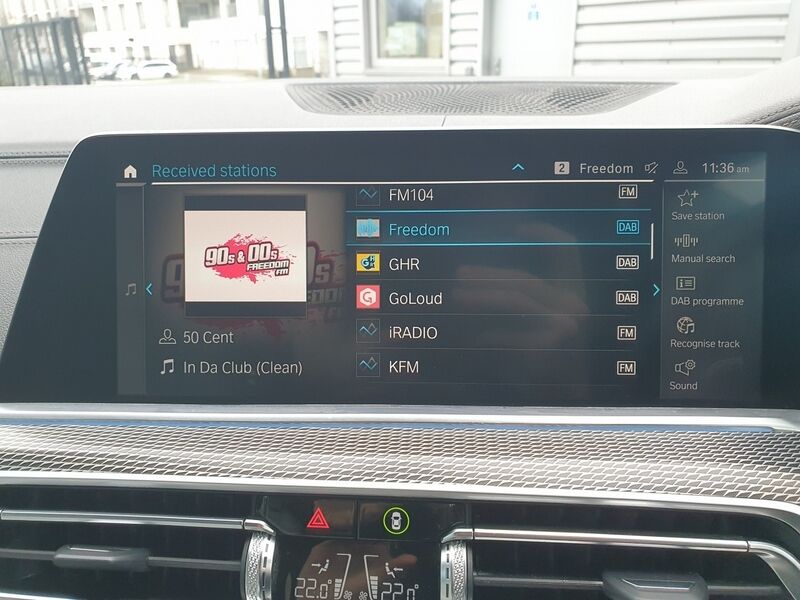 Received stations
2 Freedom 11:36 am
FM104 FM
Freedom DAB
GHR DAB
GoLoud DAB
iRADIO FM
KFM FM
90s & 00s
FREEDOM FM
50 Cent
In Da Club (Clean)
Save station
Manual search
DAB programme
Recognise track
Sound
22.0°